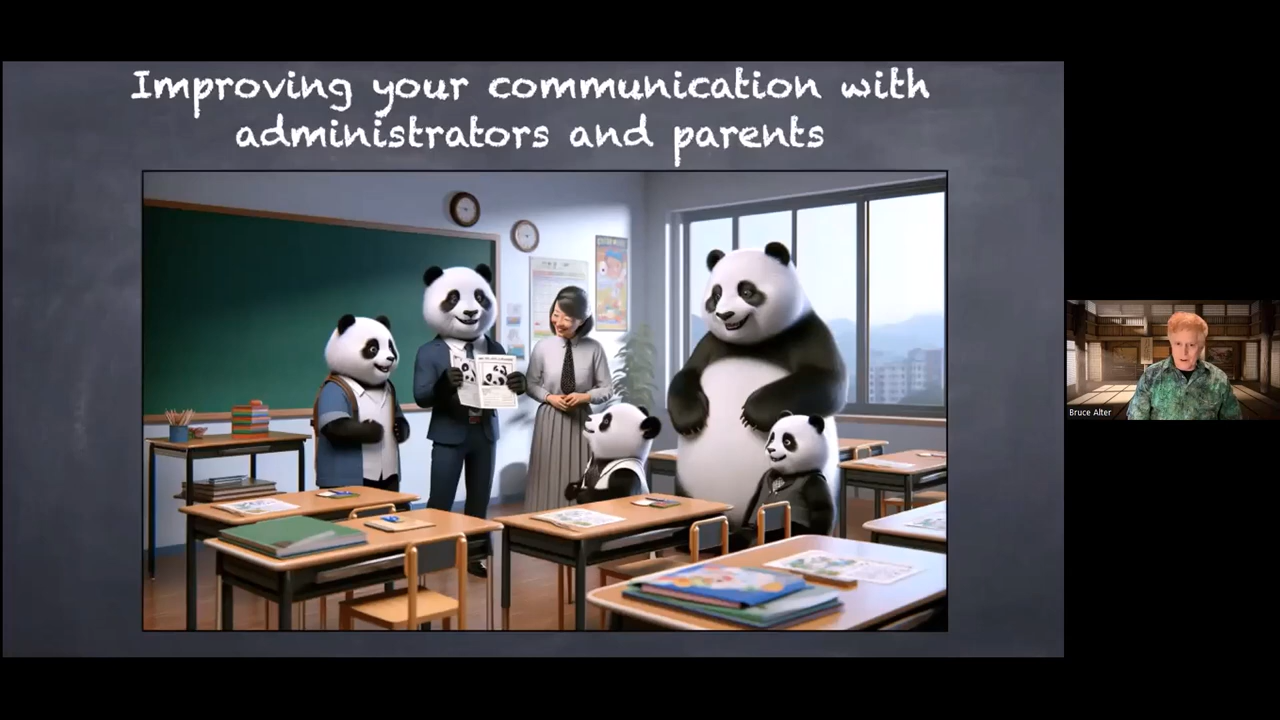 Improving your communication with
administrators and parents
Bruce Alter